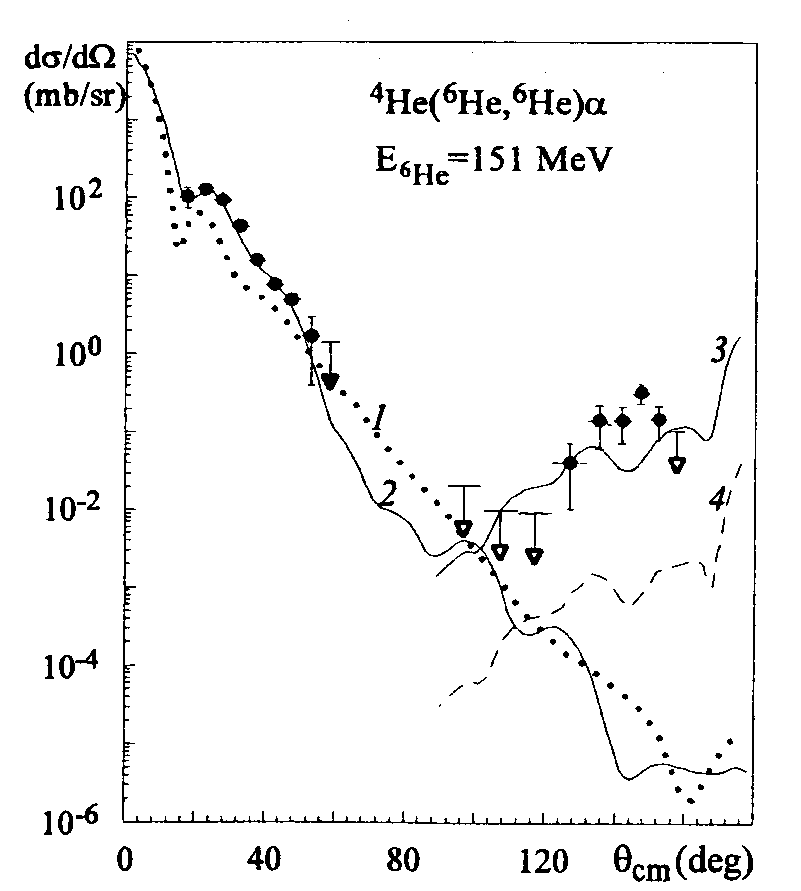 dσ/dΩ
(mb/sr)
⁴He(⁶He,⁶He)α
E₆He=151 MeV
10²
10⁰
10⁻²
10⁻⁴
10⁻⁶
1
2
3
4
0 40 80 120 θcm(deg)